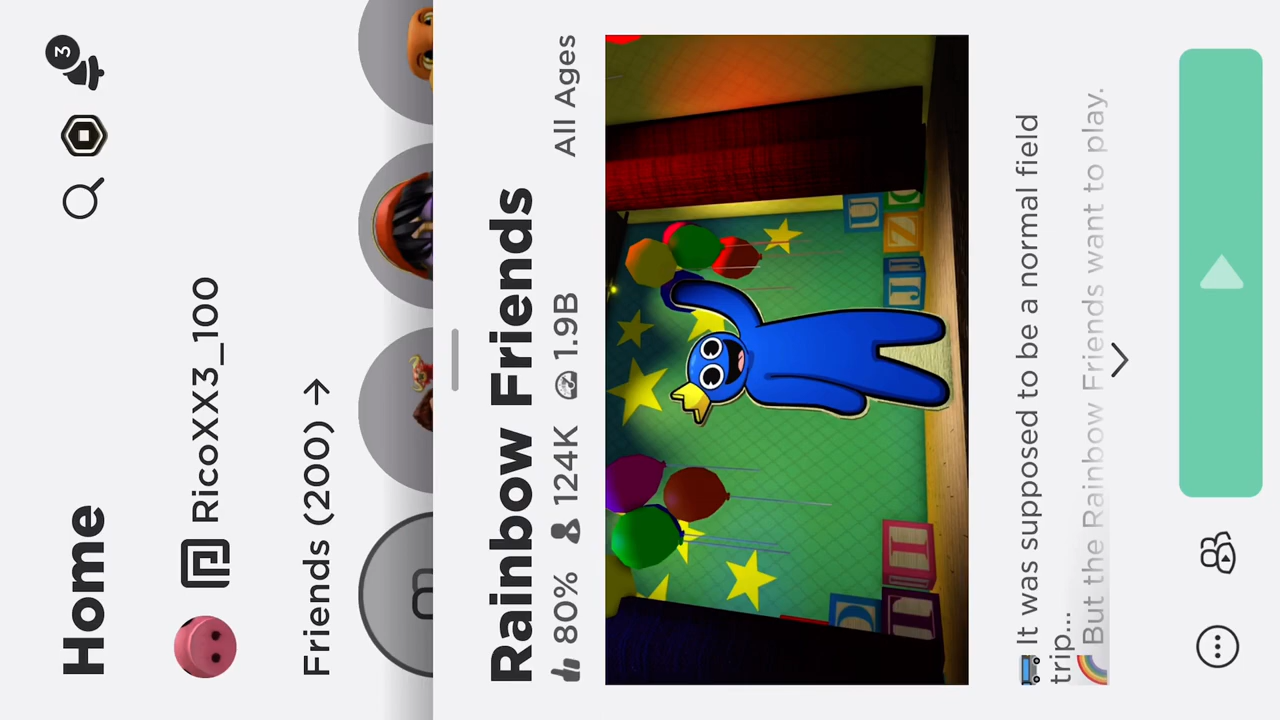 Home
3
RicoXX3_100
Friends (200) →
Rainbow Friends
80% 124K 1.9B All Ages
I
U
Z
J
It was supposed to be a normal field
trip...
But the Rainbow Friends want to play.